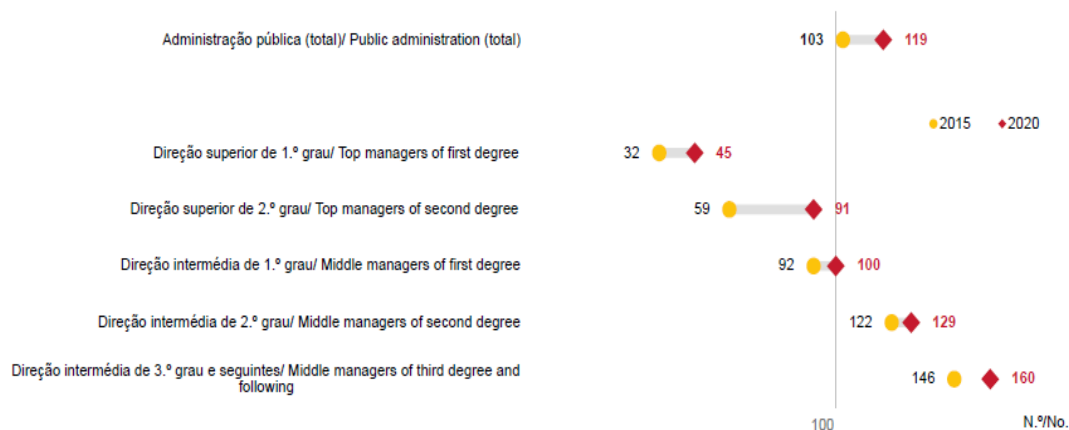 Administração pública (total)/ Public administration (total) 103 119
2015 2020
Direção superior de 1.º grau/ Top managers of first degree 32 45
Direção superior de 2.º grau/ Top managers of second degree 59 91
Direção intermédia de 1.º grau/ Middle managers of first degree 92 100
Direção intermédia de 2.º grau/ Middle managers of second degree 122 129
Direção intermédia de 3.º grau e seguintes/ Middle managers of third degree and
following
146 160
100 N.º/No.